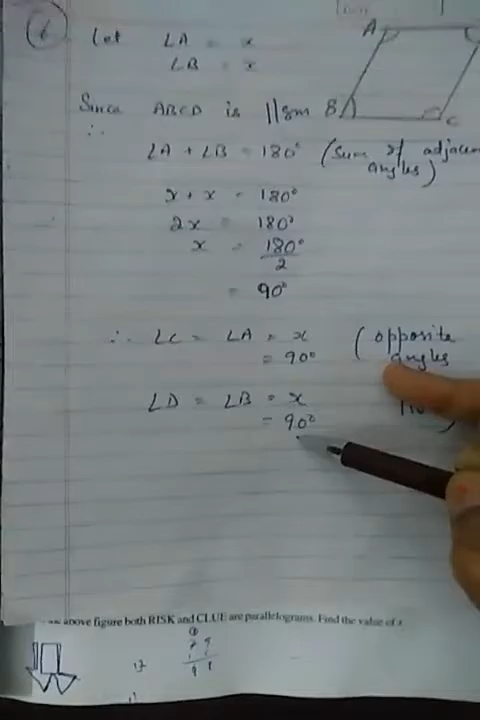 6 Let ∠A = x
∠B = x
A
B
C
Since ABCD is ||gm
∴
∠A + ∠B = 180° (Sum of adjacen
angles)
x + x = 180°
2x = 180°
x = 180°
2
= 90°
∴ ∠C = ∠A = x (opposite
= 90° angles
∠D = ∠B = x
= 90°
above figure both RISK and CLUE are parallelograms. Find the value of x